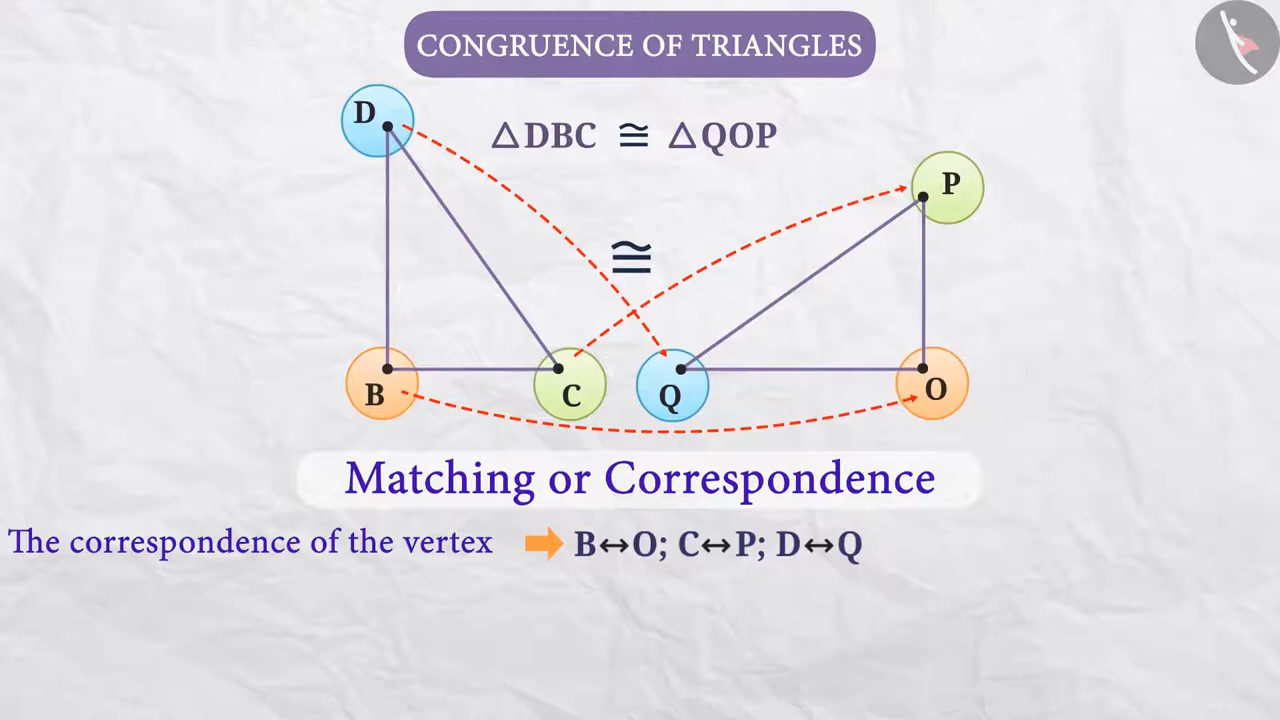 CONGRUENCE OF TRIANGLES
D
△DBC ≅ △QOP
P
≅
B
C
Q
O
Matching or Correspondence
The correspondence of the vertex ➡ B↔O; C↔P; D↔Q